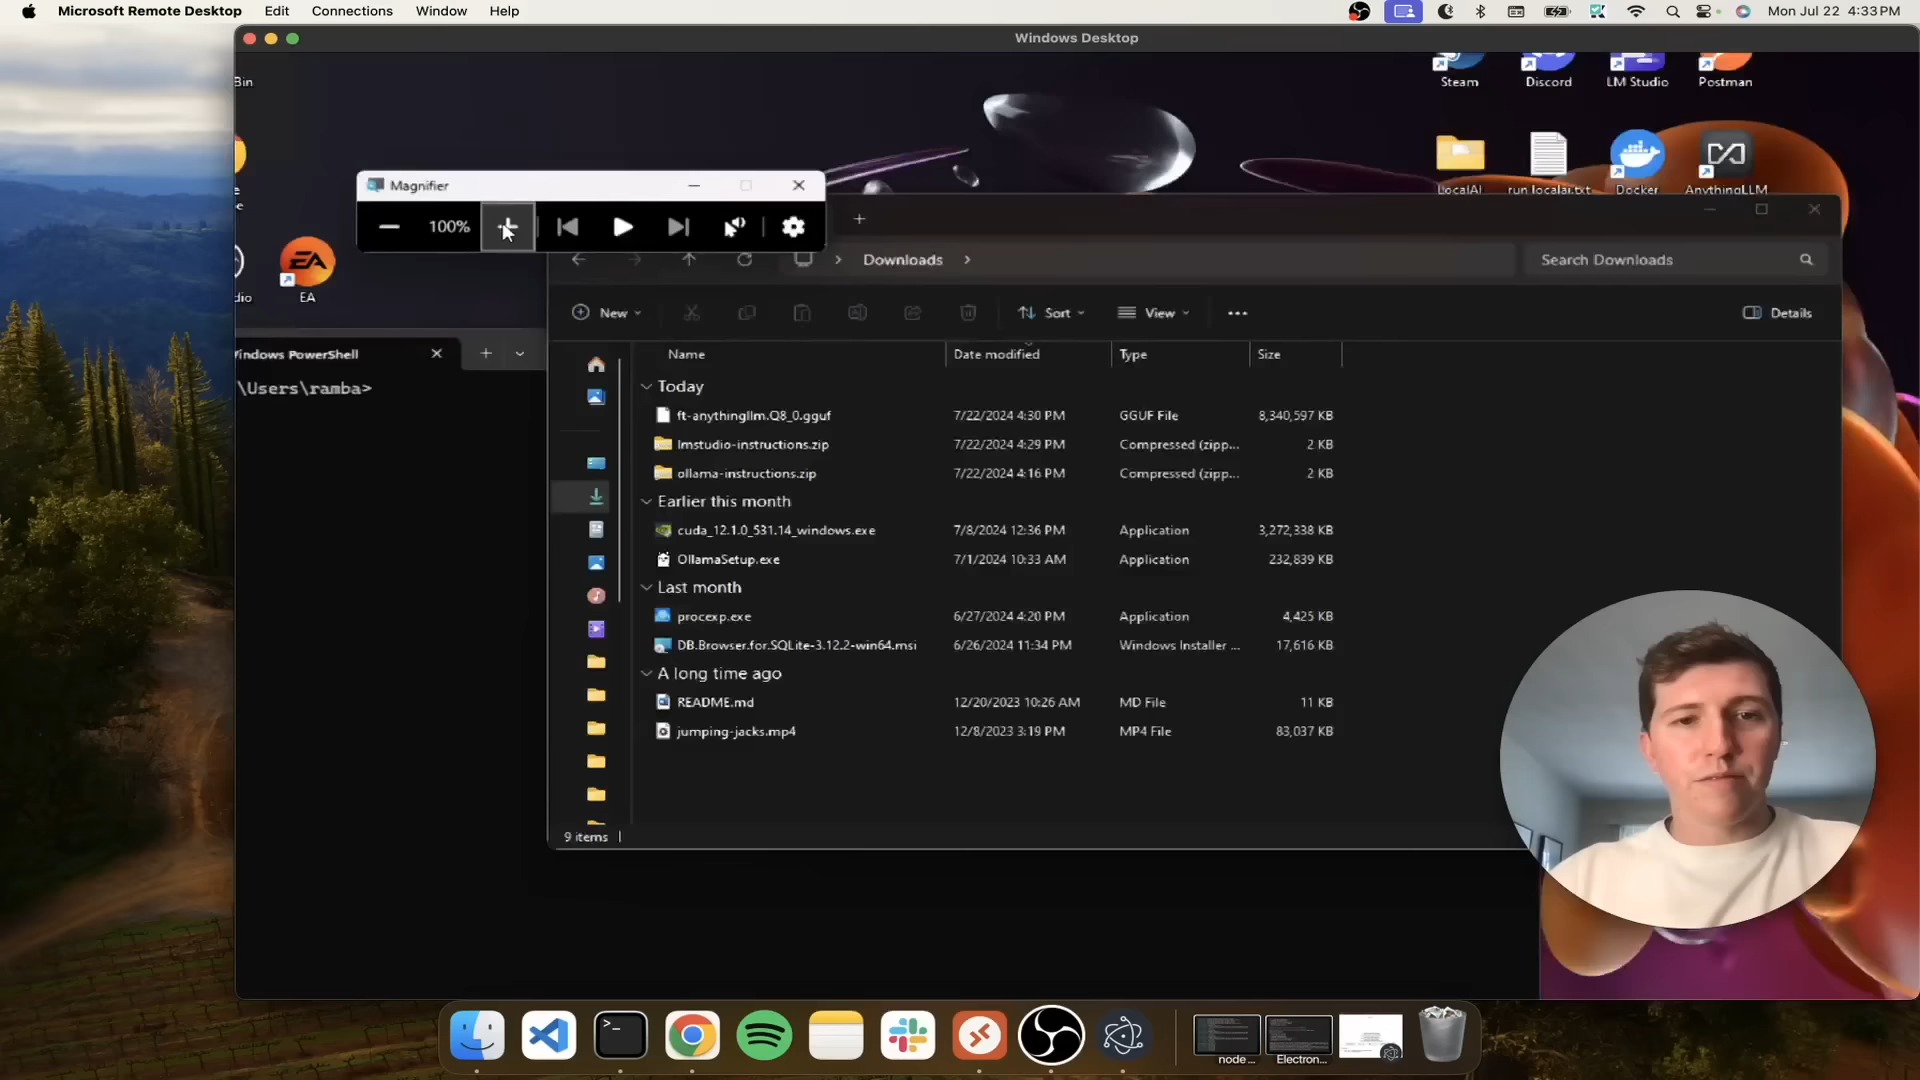 Microsoft Remote Desktop Edit Connections Window Help Mon Jul 22 4:33 PM
Windows Desktop
Bin
Steam Discord LM Studio Postman
Magnifier
100%
LocalAI run localai.txt Docker AnythingLLM
EA
EA
dio
Downloads Search Downloads
New Sort View Details
indows PowerShell
\Users\ramba>
Name Date modified Type Size
Today
ft-anythingllm.Q8_0.gguf 7/22/2024 4:30 PM GGUF File 8,340,597 KB
lmstudio-instructions.zip 7/22/2024 4:29 PM Compressed (zipp... 2 KB
ollama-instructions.zip 7/22/2024 4:16 PM Compressed (zipp... 2 KB
Earlier this month
cuda_12.1.0_531.14_windows.exe 7/8/2024 12:36 PM Application 3,272,338 KB
OllamaSetup.exe 7/1/2024 10:33 AM Application 232,839 KB
Last month
procexp.exe 6/27/2024 4:20 PM Application 4,425 KB
DB.Browser.for.SQLite-3.12.2-win64.msi 6/26/2024 11:34 PM Windows Installer ... 17,616 KB
A long time ago
README.md 12/20/2023 10:26 AM MD File 11 KB
jumping-jacks.mp4 12/8/2023 3:19 PM MP4 File 83,037 KB
9 items
node ... Electron...